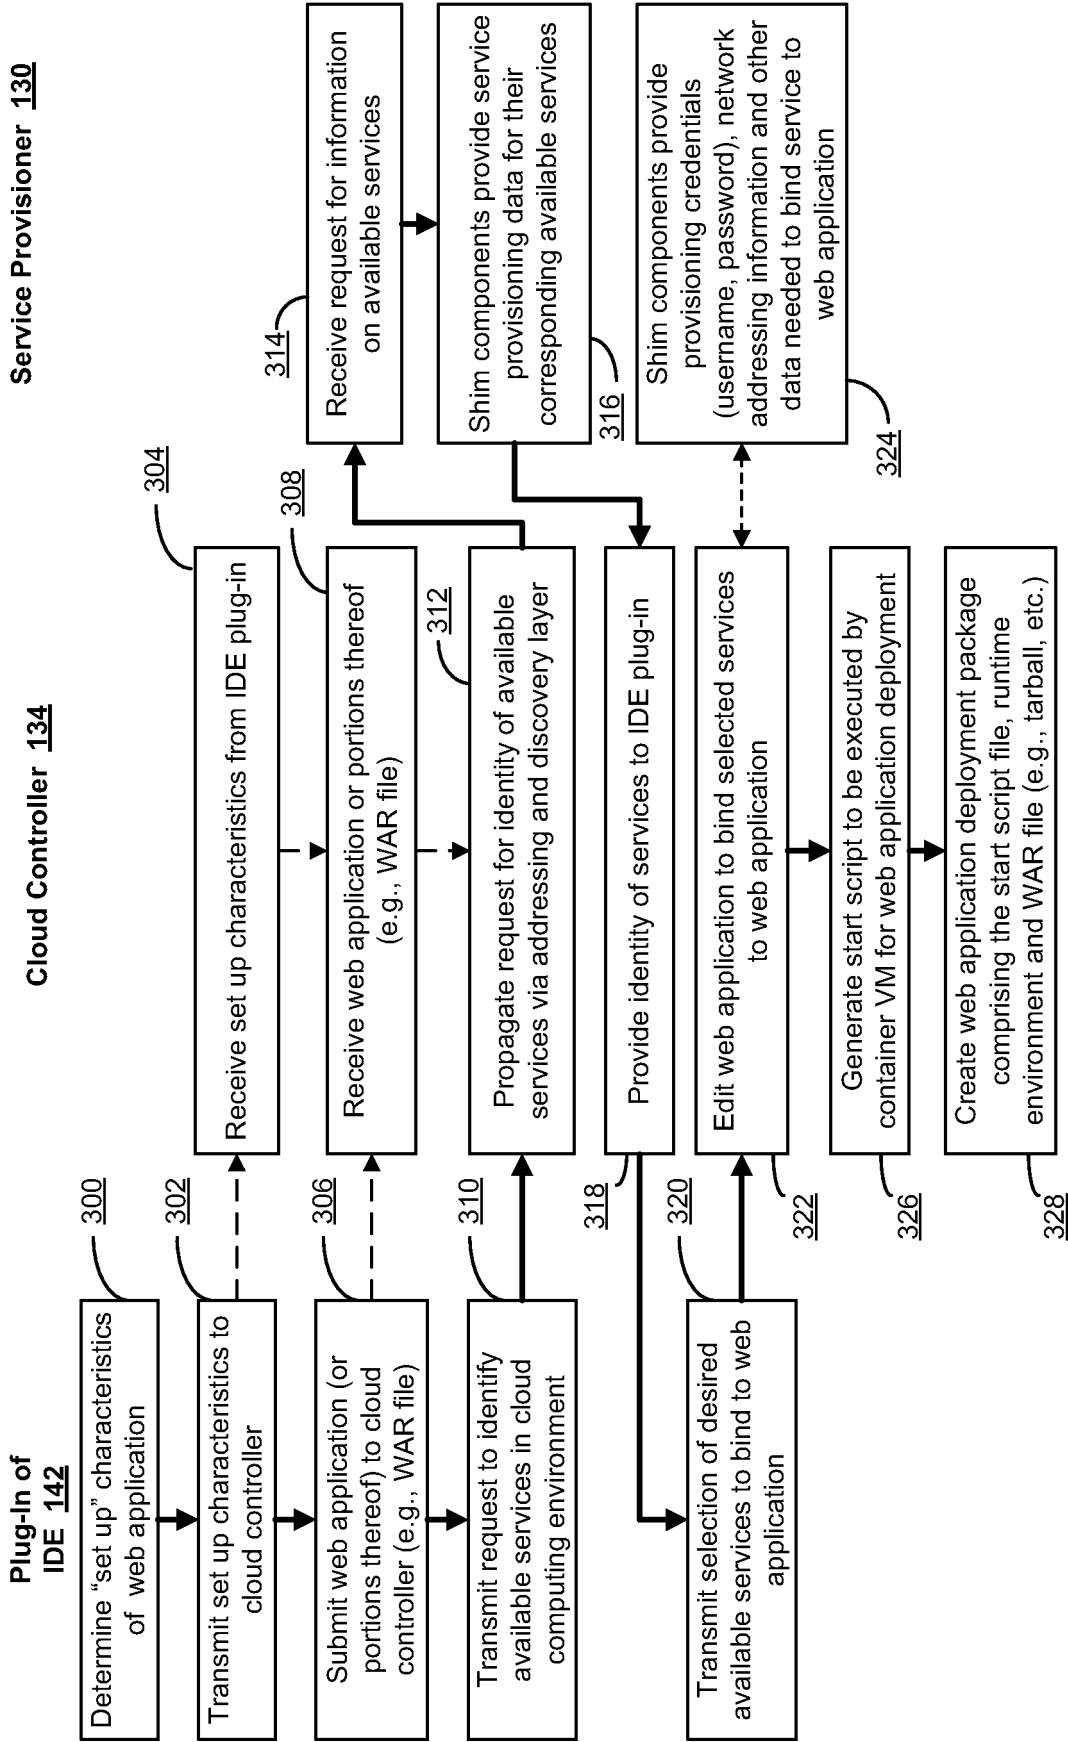 Plug-In of
IDE 142
Cloud Controller 134
Service Provisioner 130
300
Determine “set up” characteristics
of web application
302
Transmit set up characteristics to
cloud controller
304
Receive set up characteristics from IDE plug-in
306
Submit web application (or
portions thereof) to cloud
controller (e.g., WAR file)
308
Receive web application or portions thereof
(e.g., WAR file)
310
Transmit request to identify
available services in cloud
computing environment
312
Propagate request for identity of available
services via addressing and discovery layer
314
Receive request for information
on available services
316
Shim components provide service
provisioning data for their
corresponding available services
318
Provide identity of services to IDE plug-in
320
Transmit selection of desired
available services to bind to web
application
322
Edit web application to bind selected services
to web application
324
Shim components provide
provisioning credentials
(username, password), network
addressing information and other
data needed to bind service to
web application
326
Generate start script to be executed by
container VM for web application deployment
328
Create web application deployment package
comprising the start script file, runtime
environment and WAR file (e.g., tarball, etc.)